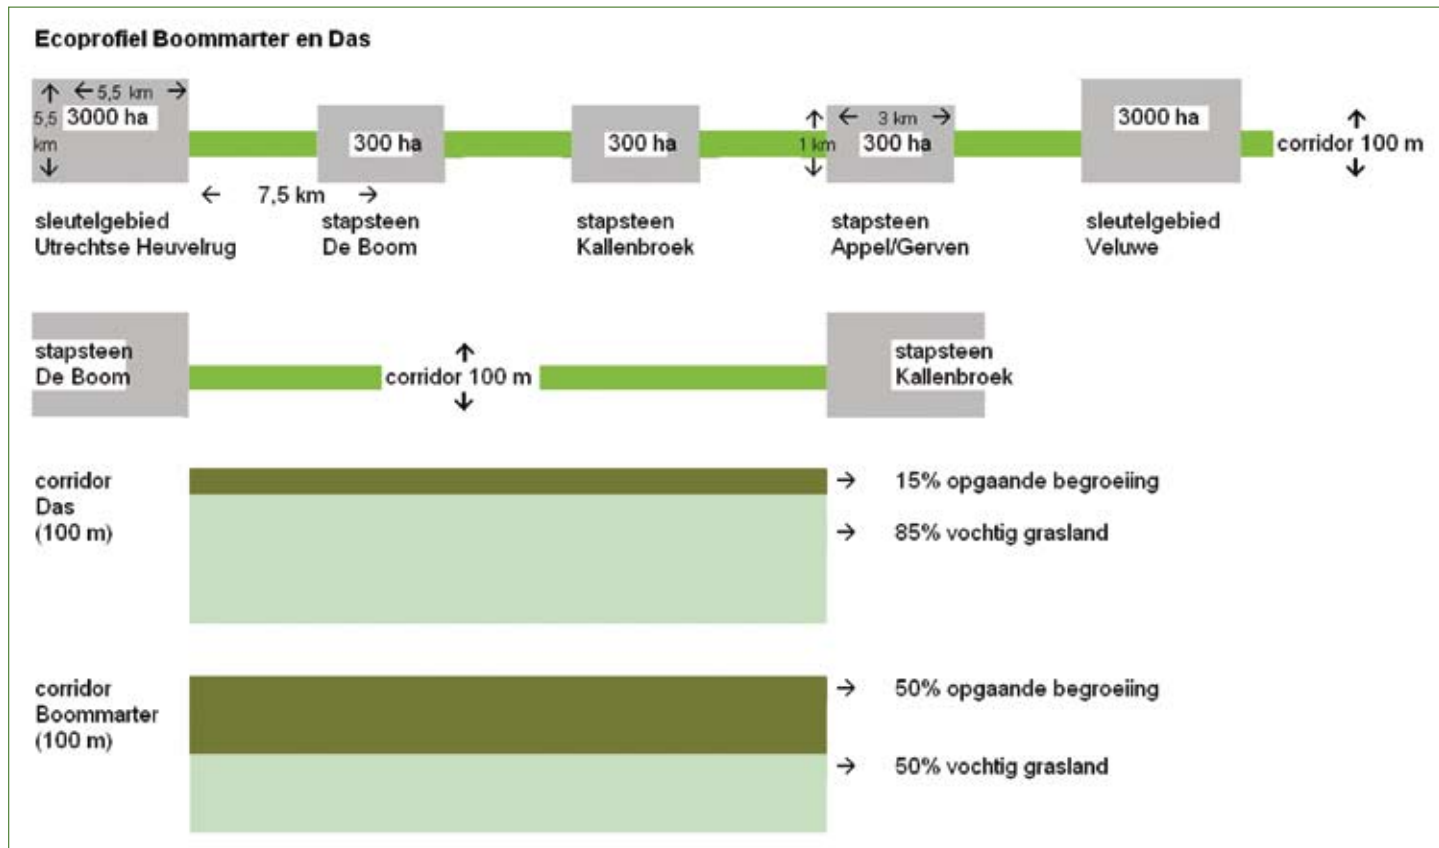 Ecoprofiel Boommarter en Das
↑ ← 5,5 km →
5,5 km ↓
3000 ha
300 ha
300 ha
↑ 1 km ↓
← 3 km →
300 ha
3000 ha
↑
corridor 100 m
↓
← 7,5 km →
sleutelgebied
Utrechtse Heuvelrug
stapsteen
De Boom
stapsteen
Kallenbroek
stapsteen
Appel/Gerven
sleutelgebied
Veluwe
stapsteen
De Boom
↑
corridor 100 m
↓
stapsteen
Kallenbroek
corridor
Das
(100 m)
→ 15% opgaande begroeiing
→ 85% vochtig grasland
corridor
Boommarter
(100 m)
→ 50% opgaande begroeiing
→ 50% vochtig grasland